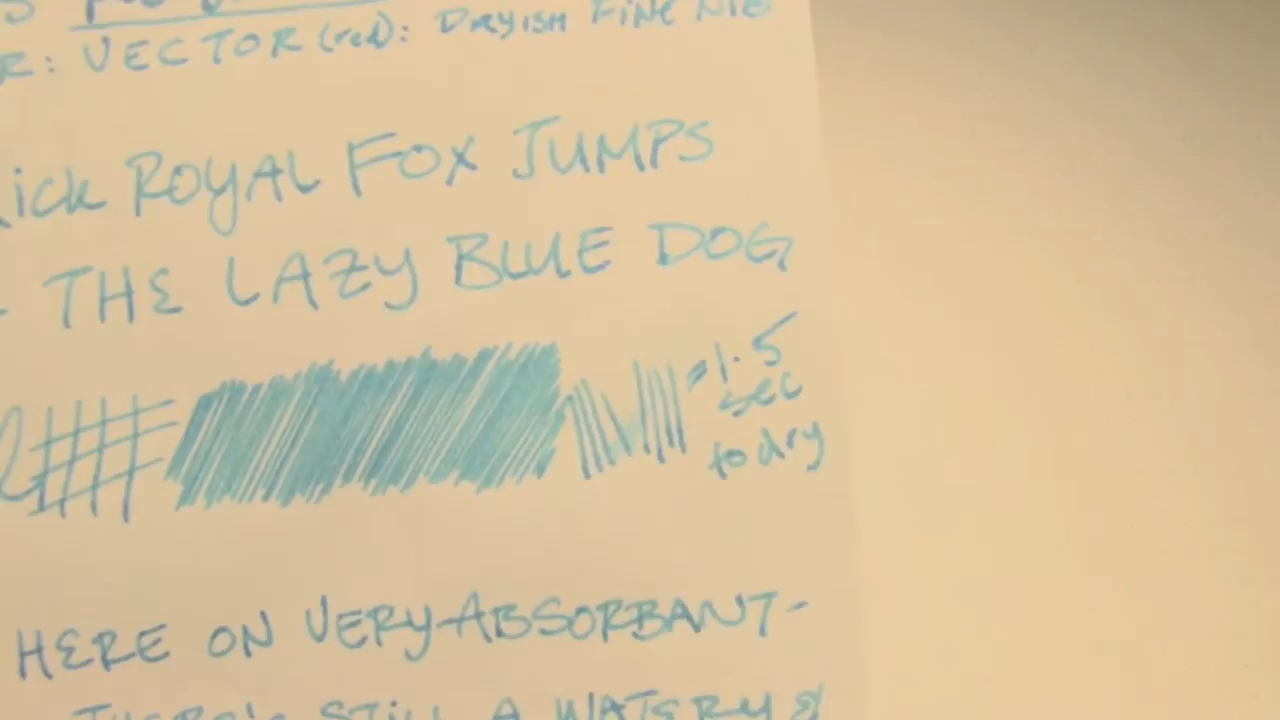 R: VECTOR (red): DRYISH FINE NIB
ick ROYAL FOX JUMPS
THE LAZY BLUE DOG
1.5
sec
to dry
HERE ON VERY-ABSORBANT-
THERE'S STILL A WATERY &